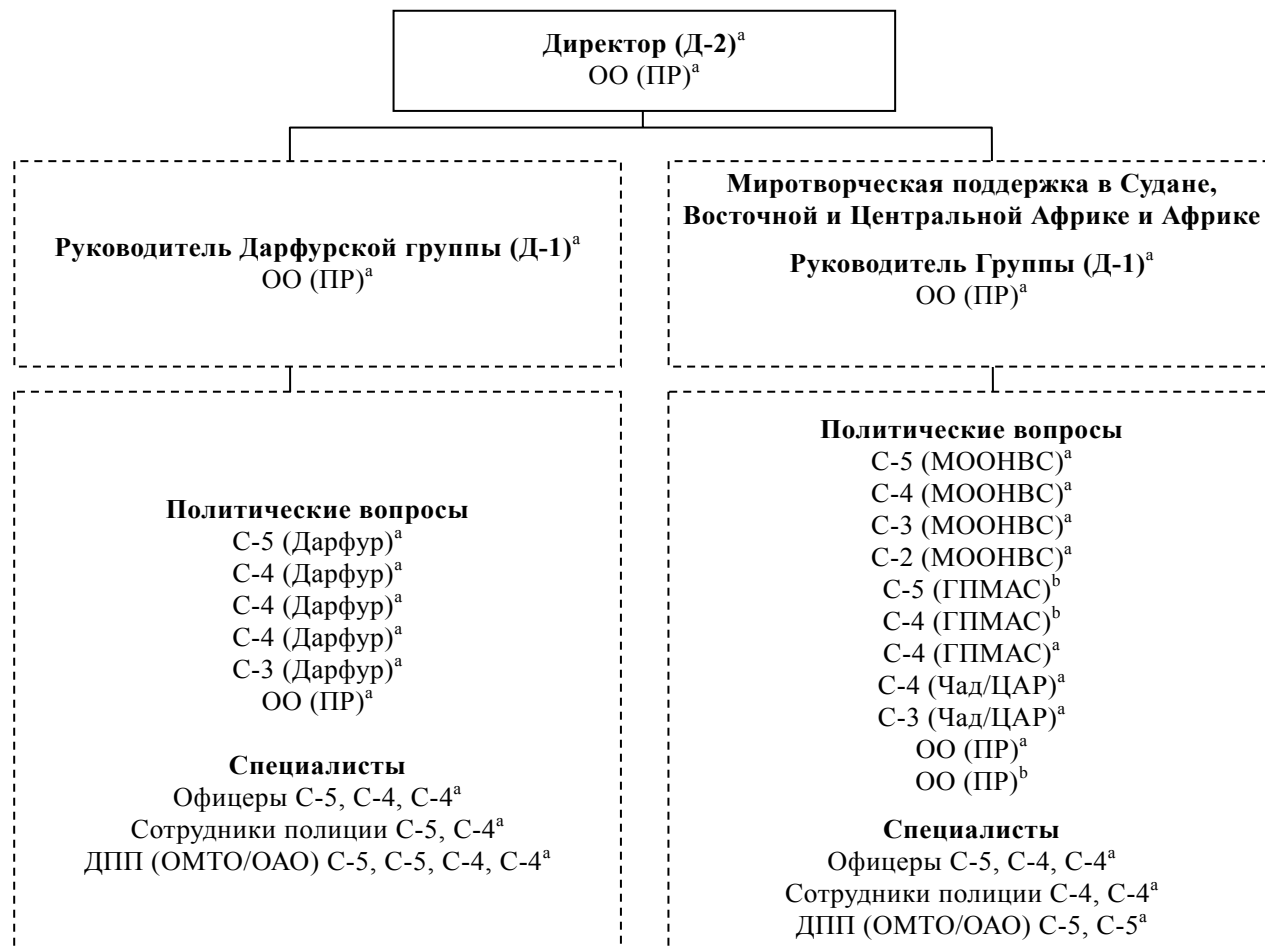 Директор (Д-2)ᵃ
ОО (ПР)ᵃ
Руководитель Дарфурской группы (Д-1)ᵃ
ОО (ПР)ᵃ
Миротворческая поддержка в Судане,
Восточной и Центральной Африке и Африке
Руководитель Группы (Д-1)ᵃ
ОО (ПР)ᵃ
Политические вопросы
С-5 (Дарфур)ᵃ
С-4 (Дарфур)ᵃ
С-4 (Дарфур)ᵃ
С-4 (Дарфур)ᵃ
С-3 (Дарфур)ᵃ
ОО (ПР)ᵃ
Специалисты
Офицеры С-5, С-4, С-4ᵃ
Сотрудники полиции С-5, С-4ᵃ
ДПП (ОМТО/ОАО) С-5, С-5, С-4, С-4ᵃ
Политические вопросы
С-5 (МООНВС)ᵃ
С-4 (МООНВС)ᵃ
С-3 (МООНВС)ᵃ
С-2 (МООНВС)ᵃ
С-5 (ГПМАС)ᵇ
С-4 (ГПМАС)ᵇ
С-4 (ГПМАС)ᵃ
С-4 (Чад/ЦАР)ᵃ
С-3 (Чад/ЦАР)ᵃ
ОО (ПР)ᵃ
ОО (ПР)ᵇ
Специалисты
Офицеры С-5, С-4, С-4ᵃ
Сотрудники полиции С-4, С-4ᵃ
ДПП (ОМТО/ОАО) С-5, С-5ᵃ